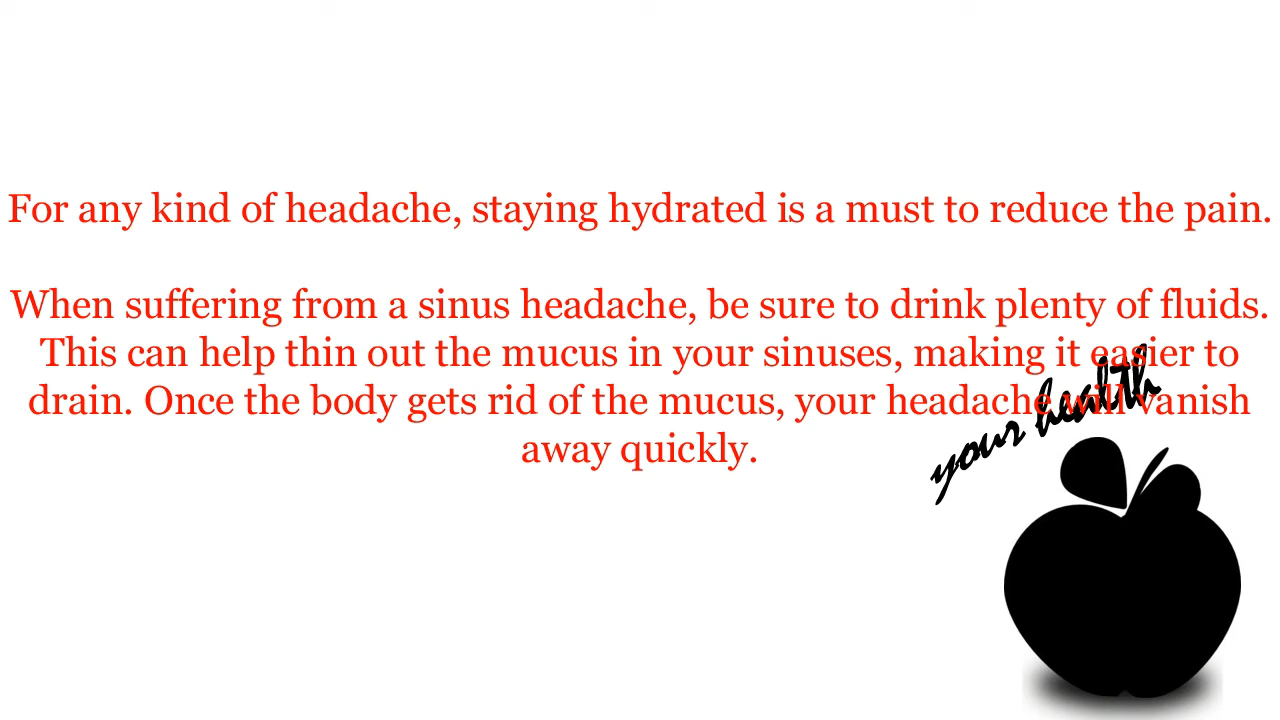 For any kind of headache, staying hydrated is a must to reduce the pain.
When suffering from a sinus headache, be sure to drink plenty of fluids.
This can help thin out the mucus in your sinuses, making it easier to
drain. Once the body gets rid of the mucus, your headache will vanish
away quickly.
your health